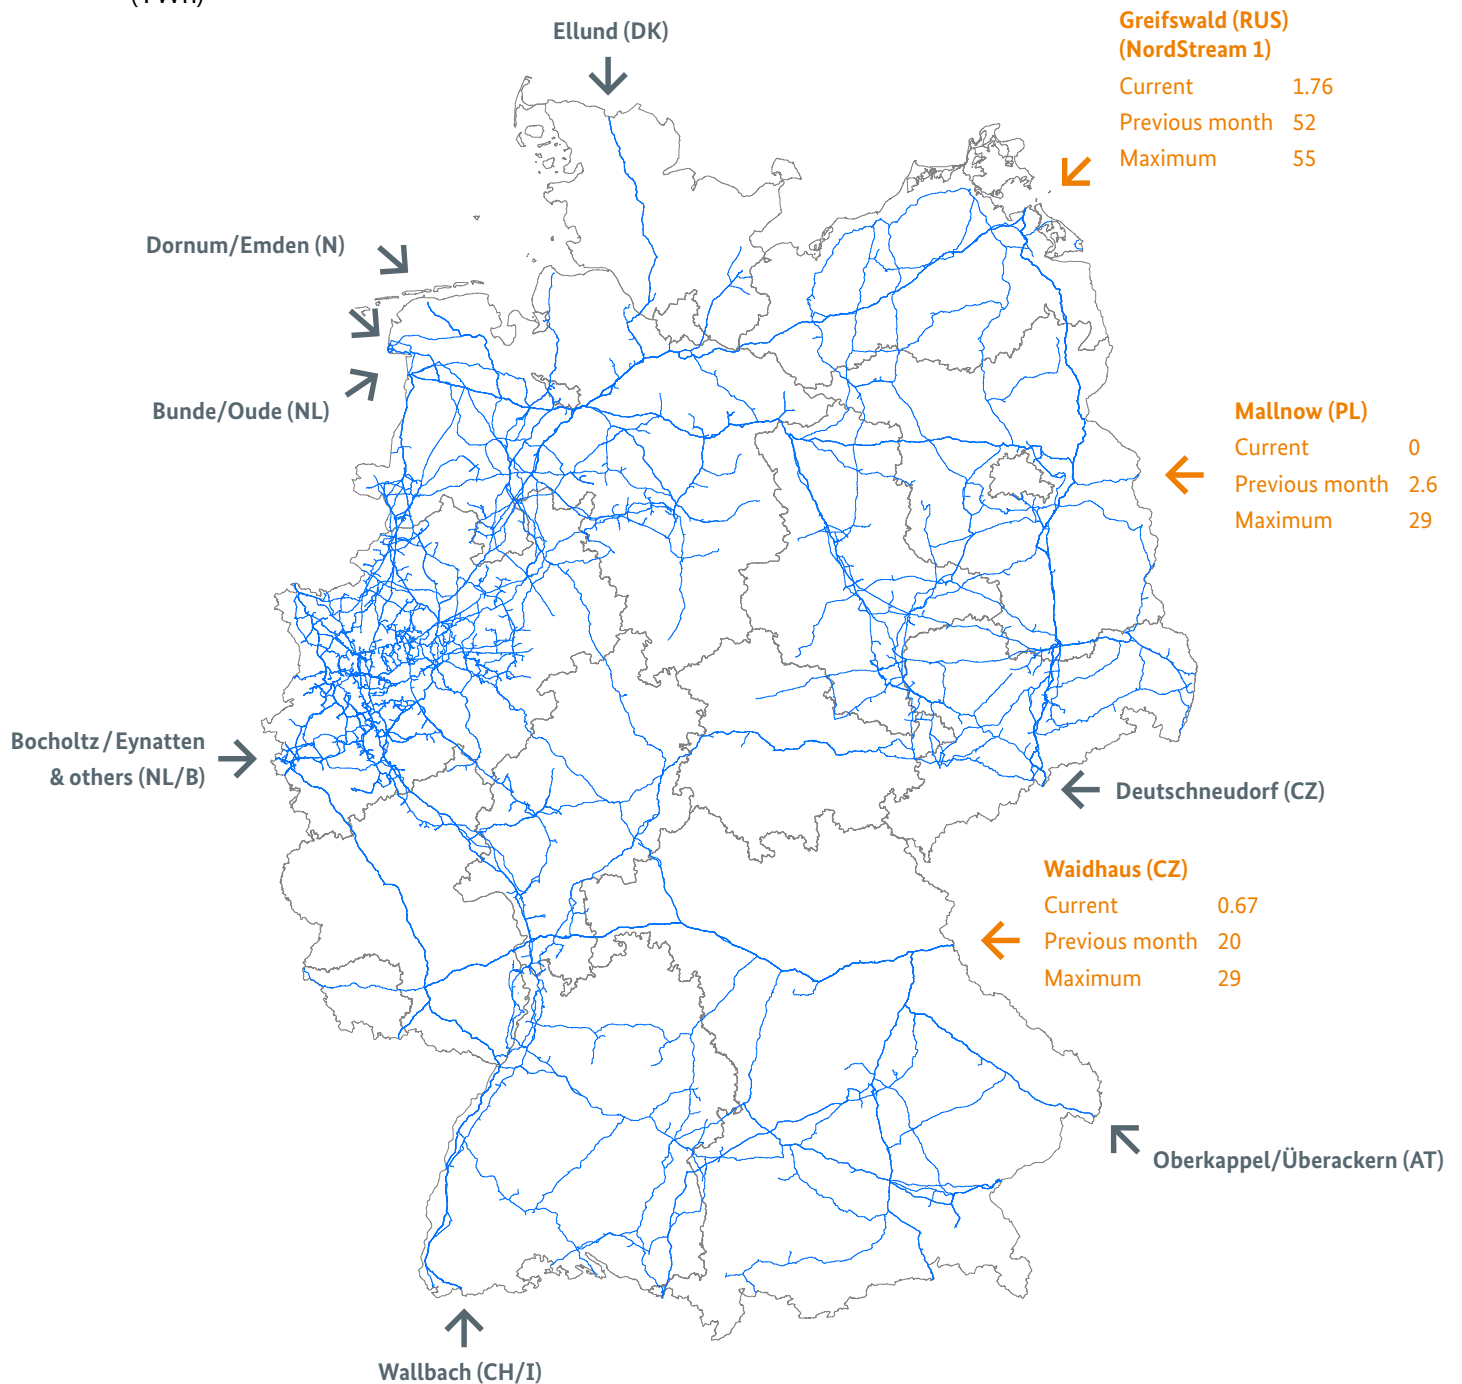 Ellund (DK)
Greifswald (RUS)
(NordStream 1)
Current 1.76
Previous month 52
Maximum 55
Dornum/Emden (N)
Bunde/Oude (NL)
Mallnow (PL)
Current 0
Previous month 2.6
Maximum 29
Bocholtz/Eynatten
& others (NL/B)
Deutschneudorf (CZ)
Waidhaus (CZ)
Current 0.67
Previous month 20
Maximum 29
Oberkappel/Überackern (AT)
Wallbach (CH/I)